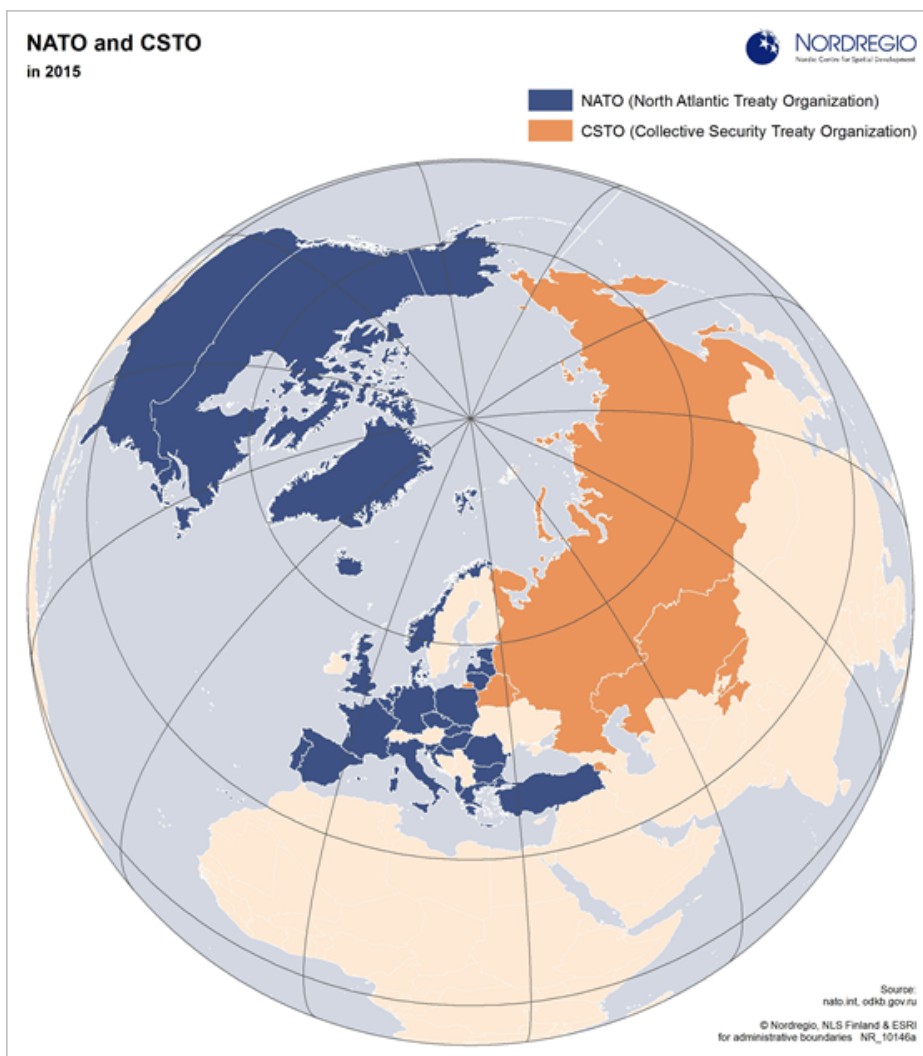 NATO and CSTO
in 2015
NORDREGIO
Nordic Centre for Spatial Development
NATO (North Atlantic Treaty Organization)
CSTO (Collective Security Treaty Organization)
Source:
nato.int, odkb.gov.ru
© Nordregio, NLS Finland & ESRI
for administrative boundaries NR_10146a